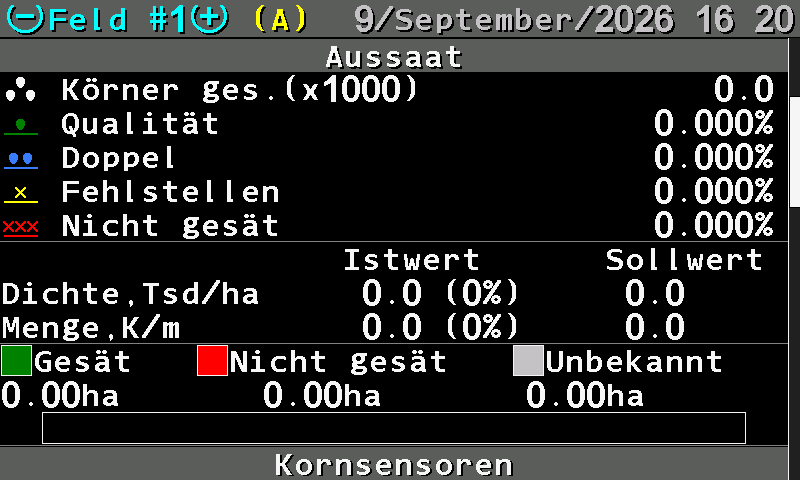 Feld #1 (A) 9/September/2026 16 20
Aussaat
Körner ges.(x1000) 0.0
Qualität 0.000%
Doppel 0.000%
Fehlstellen 0.000%
Nicht gesät 0.000%
Istwert Sollwert
Dichte,Tsd/ha 0.0 (0%) 0.0
Menge,K/m 0.0 (0%) 0.0
Gesät Nicht gesät Unbekannt
0.00ha 0.00ha 0.00ha
Kornsensoren